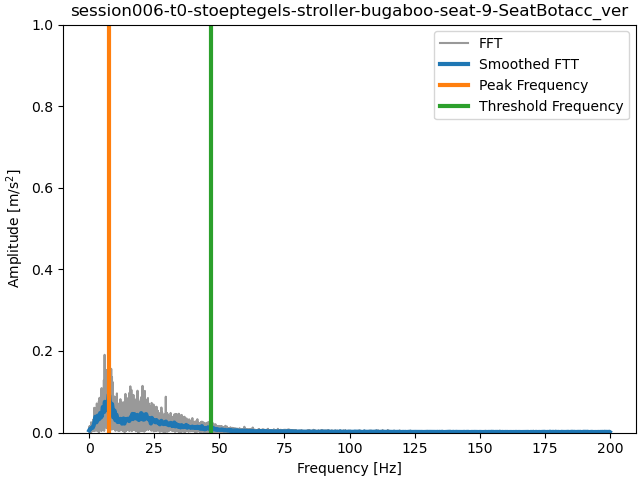 session006-t0-stoeptegels-stroller-bugaboo-seat-9-SeatBotacc_ver
FFT
Smoothed FTT
Peak Frequency
Threshold Frequency
Amplitude [m/s²]
1.0
0.8
0.6
0.4
0.2
0.0
0 25 50 75 100 125 150 175 200
Frequency [Hz]